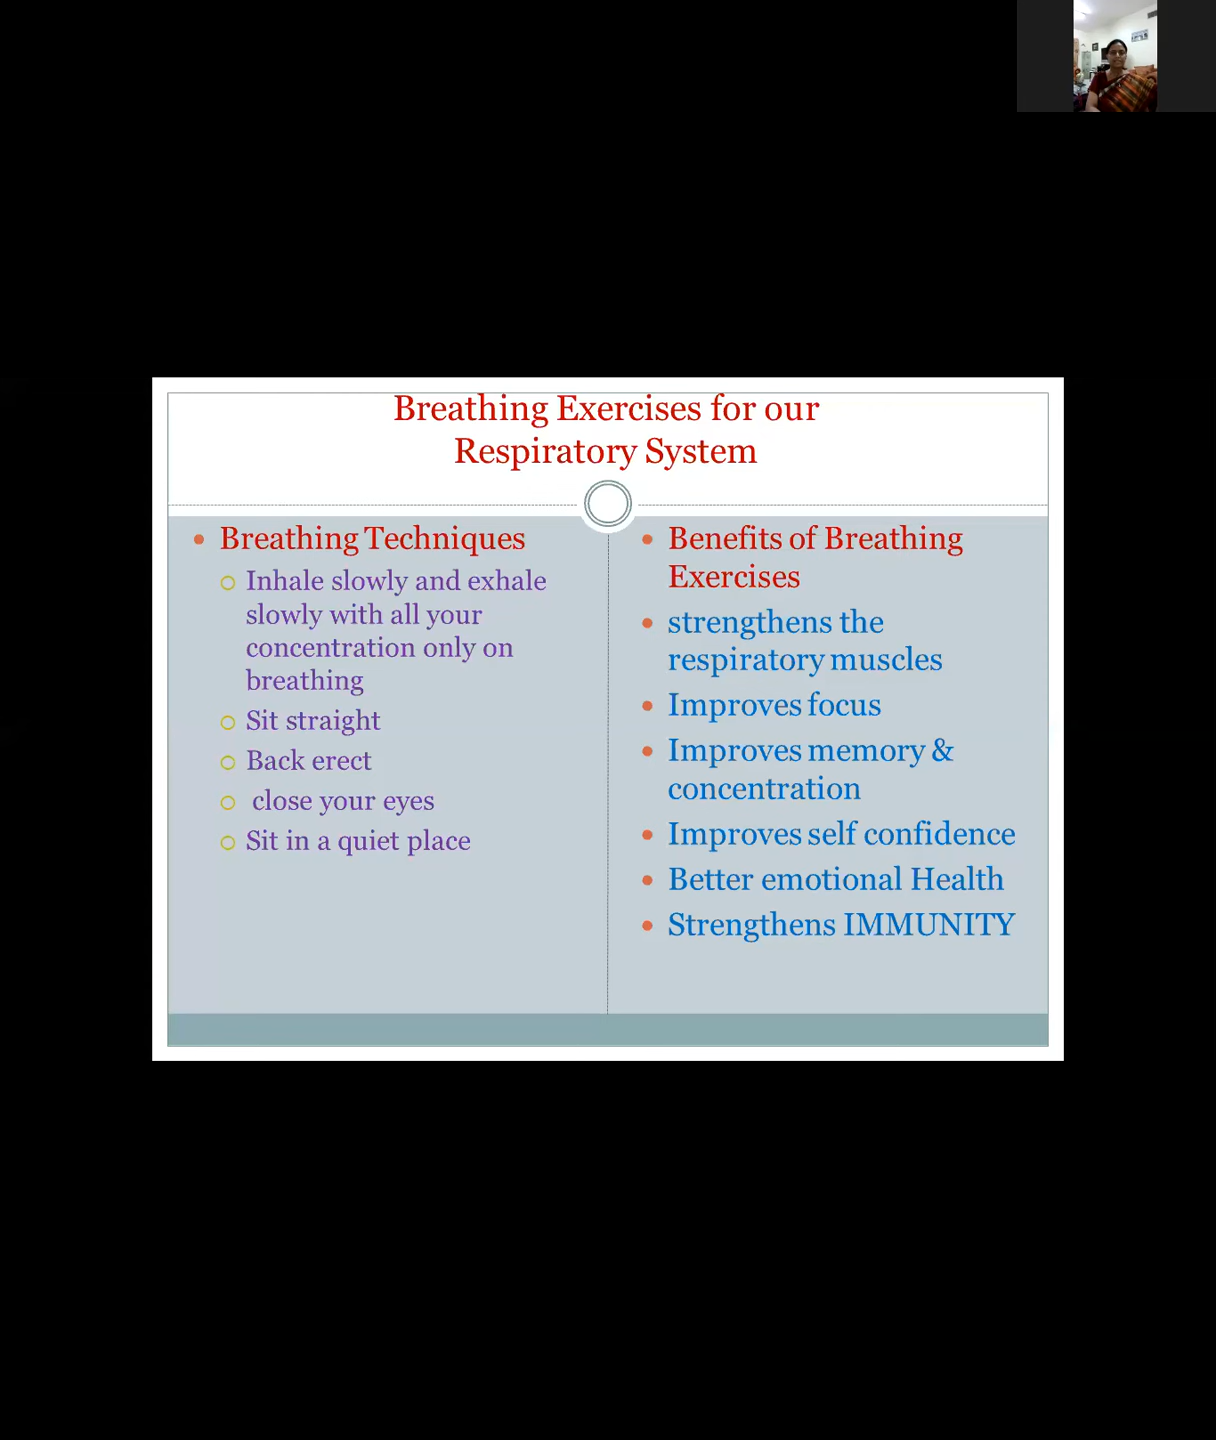 Breathing Exercises for our
Respiratory System
Breathing Techniques
Inhale slowly and exhale
slowly with all your
concentration only on
breathing
Sit straight
Back erect
close your eyes
Sit in a quiet place
Benefits of Breathing
Exercises
strengthens the
respiratory muscles
Improves focus
Improves memory &
concentration
Improves self confidence
Better emotional Health
Strengthens IMMUNITY